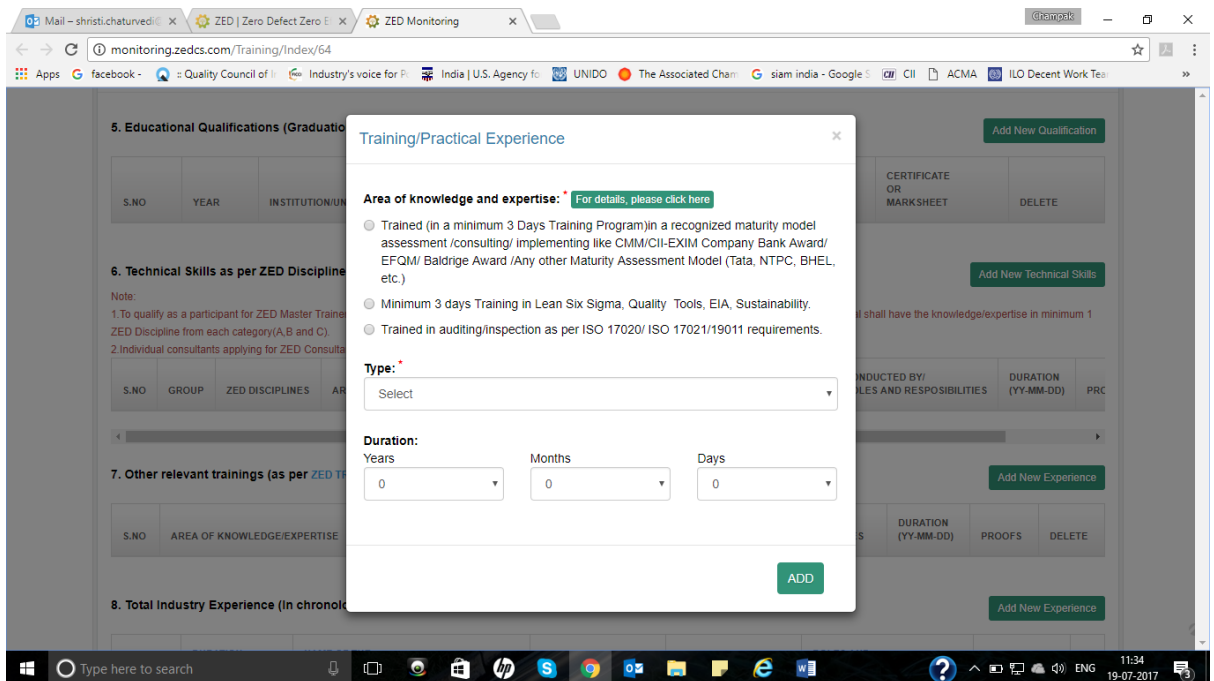 Champak
Mail – shristi.chaturvedi@
ZED | Zero Defect Zero E
ZED Monitoring
monitoring.zedcs.com/Training/Index/64
Apps
facebook -
:: Quality Council of I
Industry's voice for P
India | U.S. Agency fo
UNIDO
The Associated Cham
siam india - Google S
CII
ACMA
ILO Decent Work Tea
»
5. Educational Qualifications (Graduatio
Add New Qualification
S.NO YEAR INSTITUTION/UN
CERTIFICATE
OR
MARKSHEET
DELETE
6. Technical Skills as per ZED Discipline
Add New Technical Skills
Note:
1.To qualify as a participant for ZED Master Traine
al shall have the knowledge/expertise in minimum 1
ZED Discipline from each category(A,B and C).
2.Individual consultants applying for ZED Consulta
S.NO GROUP ZED DISCIPLINES AR
ONDUCTED BY/
OLES AND RESPOSIBILITIES
DURATION
(YY-MM-DD)
PRO
7. Other relevant trainings (as per ZED TR
Add New Experience
S.NO AREA OF KNOWLEDGE/EXPERTISE
S
DURATION
(YY-MM-DD)
PROOFS
DELETE
8. Total Industry Experience (In chronolo
Add New Experience
Training/Practical Experience
×
Area of knowledge and expertise: * For details, please click here
Trained (in a minimum 3 Days Training Program)in a recognized maturity model
assessment /consulting/ implementing like CMM/CII-EXIM Company Bank Award/
EFQM/ Baldrige Award /Any other Maturity Assessment Model (Tata, NTPC, BHEL,
etc.)
Minimum 3 days Training in Lean Six Sigma, Quality Tools, EIA, Sustainability.
Trained in auditing/inspection as per ISO 17020/ ISO 17021/19011 requirements.
Type: *
Select
Duration:
Years Months Days
0 0 0
ADD
Type here to search
ENG
11:34
19-07-2017
3